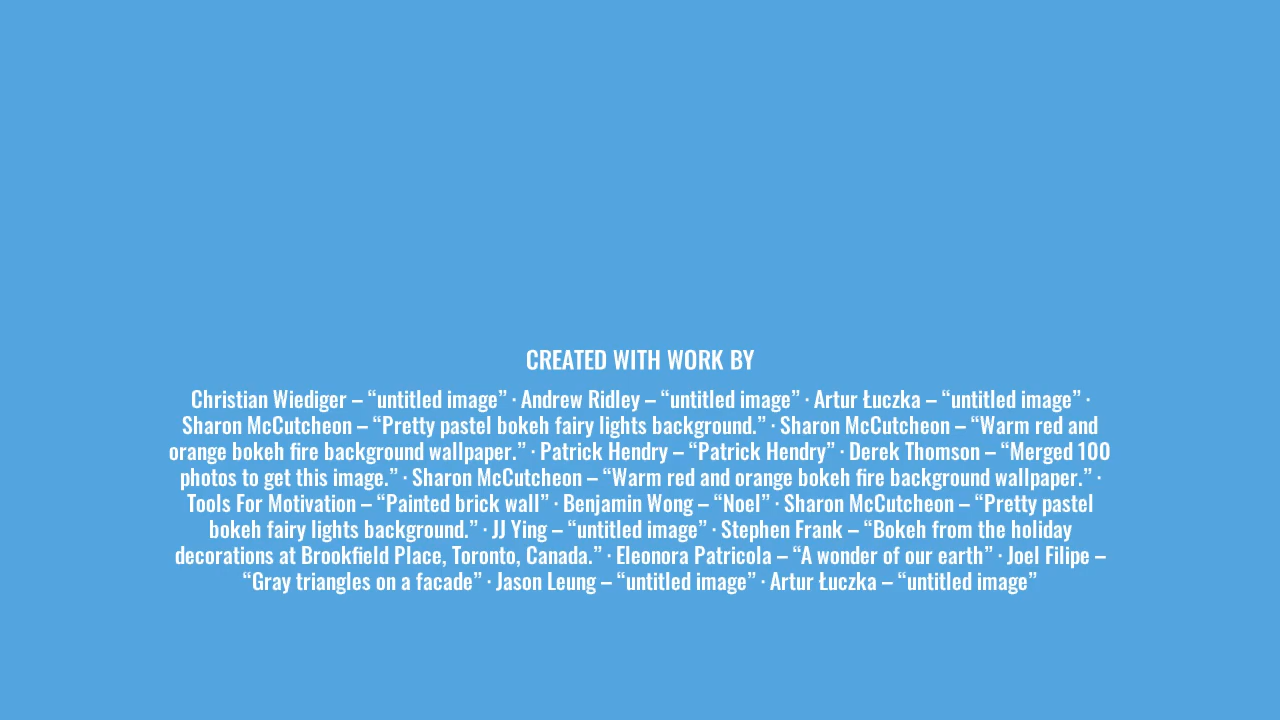 CREATED WITH WORK BY
Christian Wiediger – “untitled image” · Andrew Ridley – “untitled image” · Artur Łuczka – “untitled image” ·
Sharon McCutcheon – “Pretty pastel bokeh fairy lights background.” · Sharon McCutcheon – “Warm red and
orange bokeh fire background wallpaper.” · Patrick Hendry – “Patrick Hendry” · Derek Thomson – “Merged 100
photos to get this image.” · Sharon McCutcheon – “Warm red and orange bokeh fire background wallpaper.” ·
Tools For Motivation – “Painted brick wall” · Benjamin Wong – “Noel” · Sharon McCutcheon – “Pretty pastel
bokeh fairy lights background.” · JJ Ying – “untitled image” · Stephen Frank – “Bokeh from the holiday
decorations at Brookfield Place, Toronto, Canada.” · Eleonora Patricola – “A wonder of our earth” · Joel Filipe –
“Gray triangles on a facade” · Jason Leung – “untitled image” · Artur Łuczka – “untitled image”